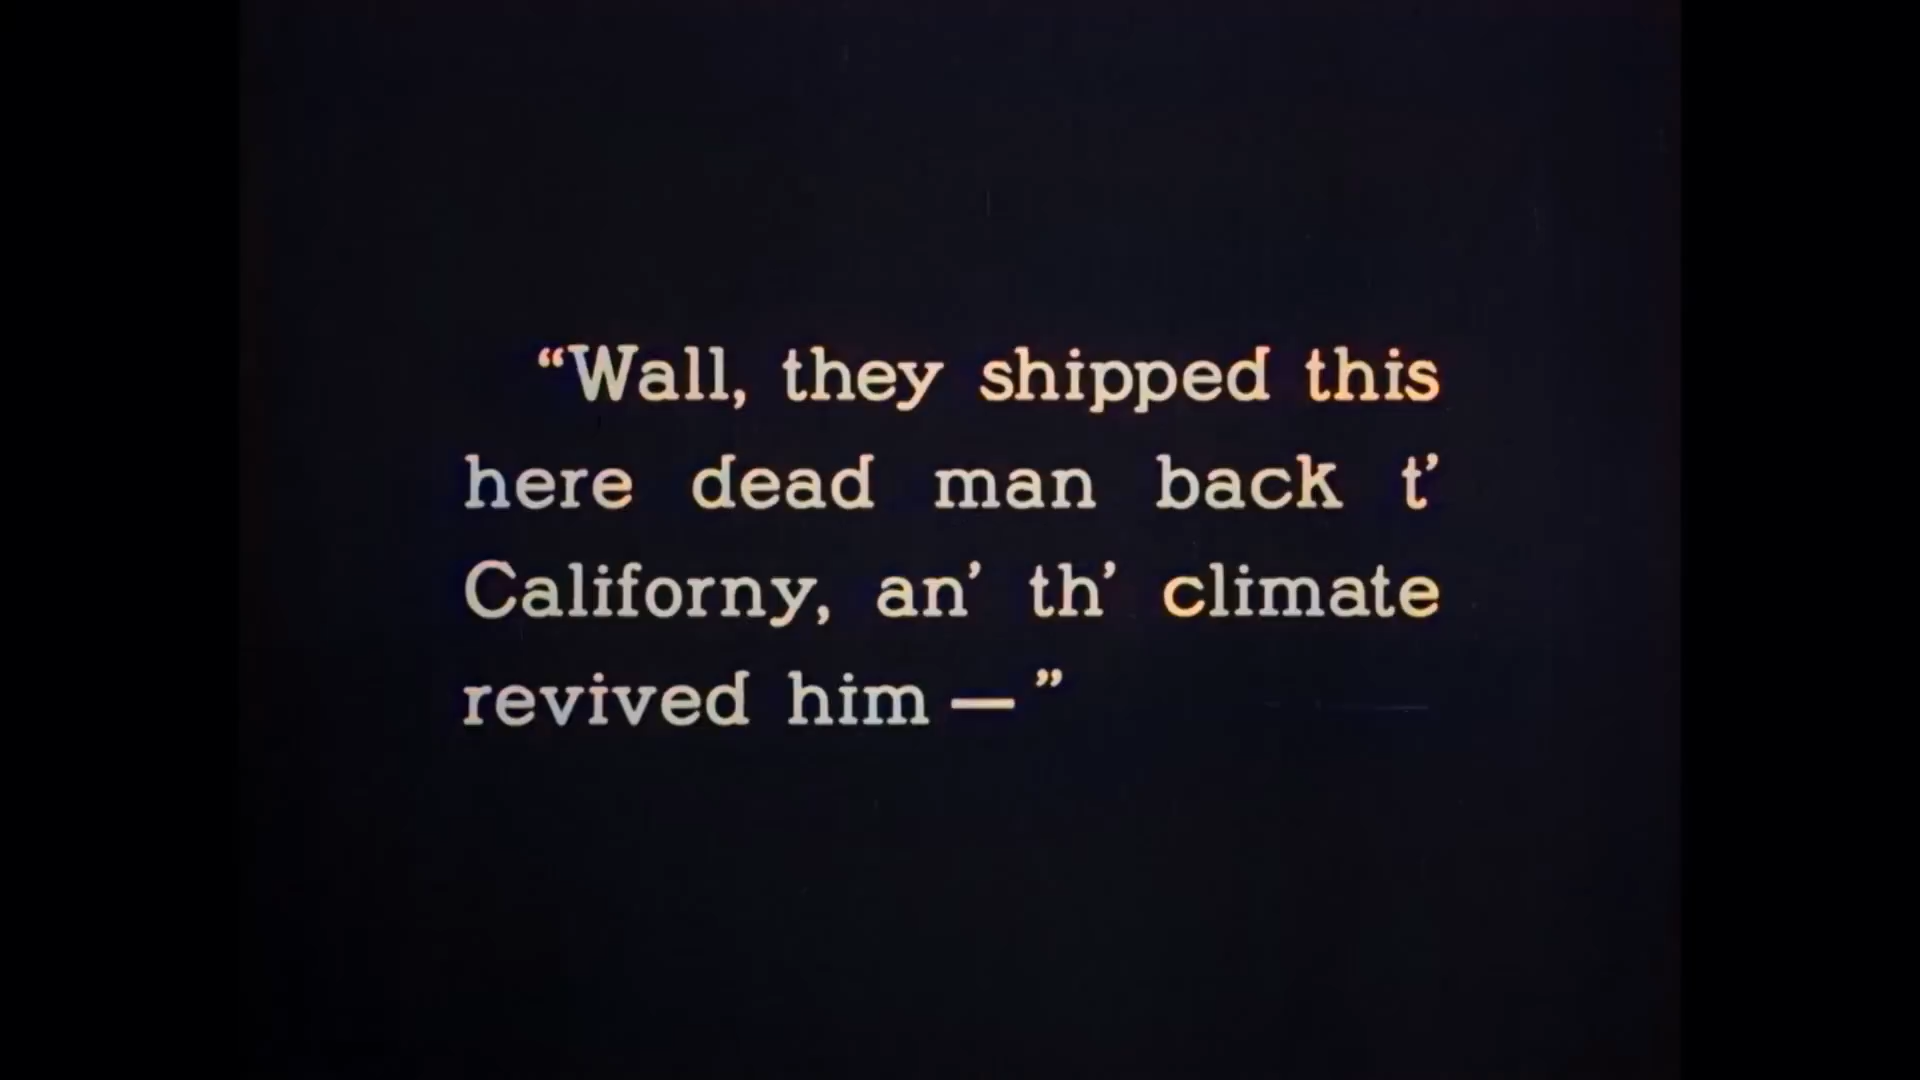 “Wall, they shipped this
here dead man back t’
Californy, an’ th’ climate
revived him — ”